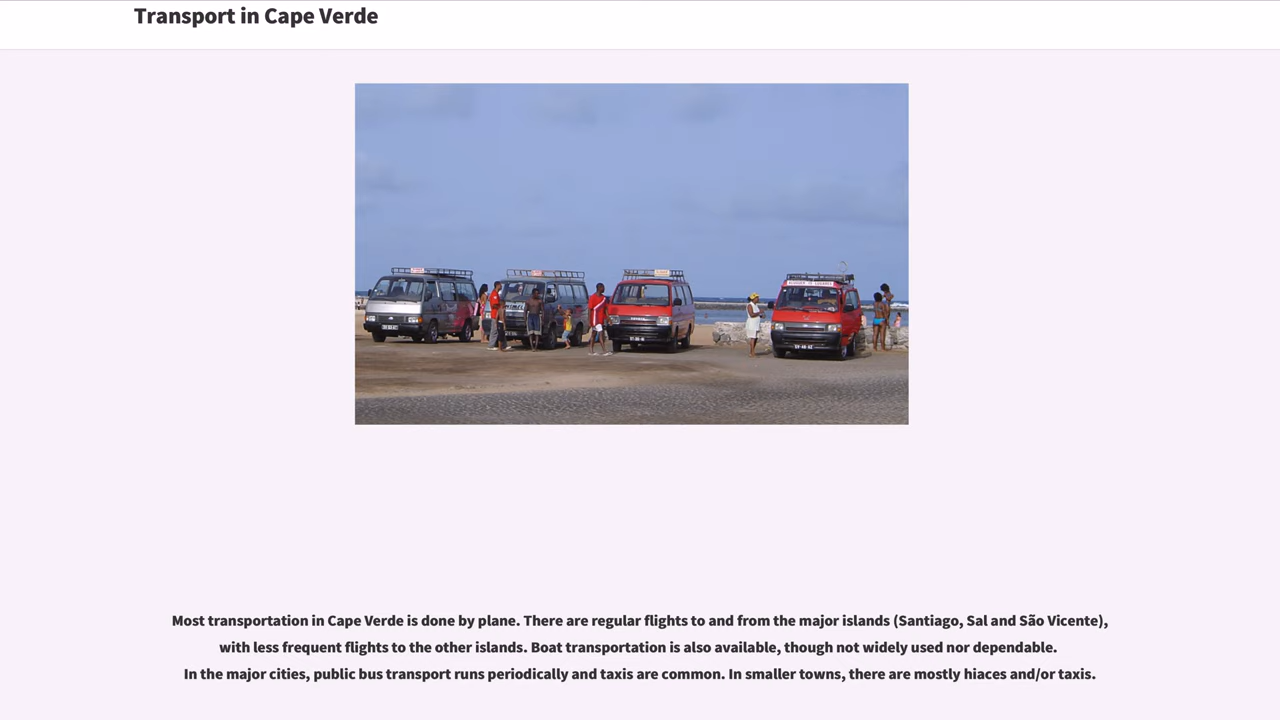 Transport in Cape Verde
Most transportation in Cape Verde is done by plane. There are regular flights to and from the major islands (Santiago, Sal and São Vicente),
with less frequent flights to the other islands. Boat transportation is also available, though not widely used nor dependable.
In the major cities, public bus transport runs periodically and taxis are common. In smaller towns, there are mostly hiaces and/or taxis.